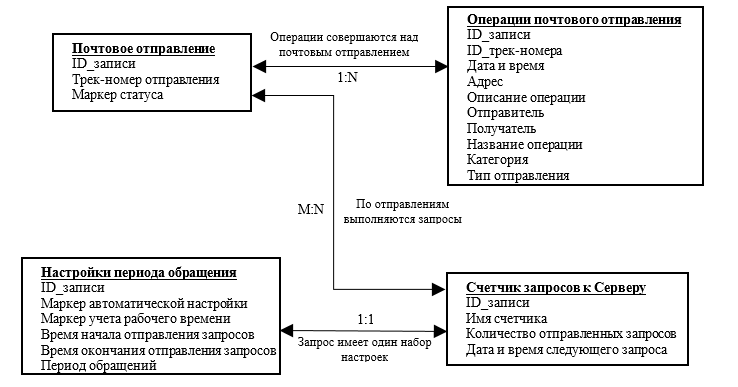 Почтовое отправление
ID_записи
Трек-номер отправления
Маркер статуса
Операции совершаются над
почтовым отправлением
1:N
Операции почтового отправления
ID_записи
ID_трек-номера
Дата и время
Адрес
Описание операции
Отправитель
Получатель
Название операции
Категория
Тип отправления
M:N
По отправлениям
выполняются запросы
Настройки периода обращения
ID_записи
Маркер автоматической настройки
Маркер учета рабочего времени
Время начала отправления запросов
Время окончания отправления запросов
Период обращений
1:1
Запрос имеет один набор
настроек
Счетчик запросов к Серверу
ID_записи
Имя счетчика
Количество отправленных запросов
Дата и время следующего запроса